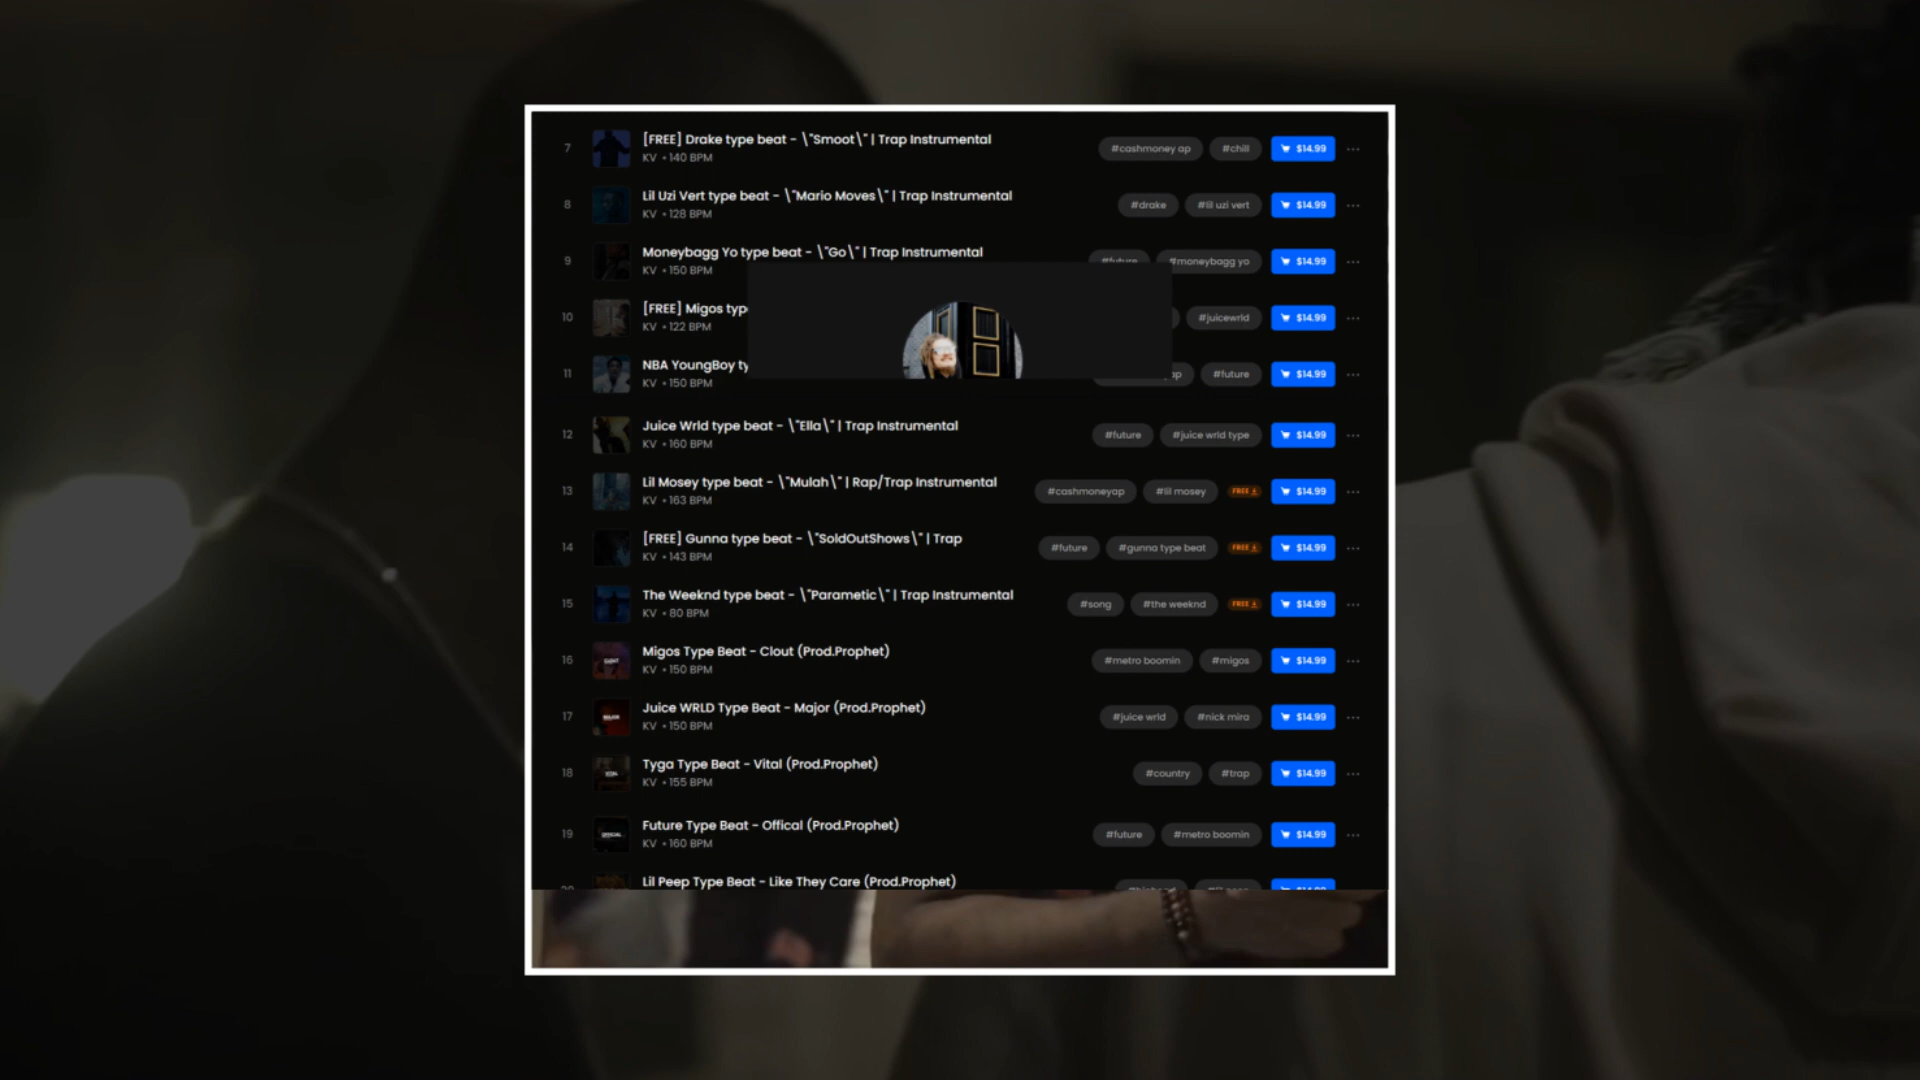 7 [FREE] Drake type beat - \"Smoot\" | Trap Instrumental #cashmoney ap #chill $14.99
KV • 140 BPM
8 Lil Uzi Vert type beat - \"Mario Moves\" | Trap Instrumental #drake #lil uzi vert $14.99
KV • 128 BPM
9 Moneybagg Yo type beat - \"Go\" | Trap Instrumental #future #moneybagg yo $14.99
KV • 150 BPM
10 [FREE] Migos typ #juicewrld $14.99
KV • 122 BPM
11 NBA YoungBoy ty ap #future $14.99
KV • 150 BPM
12 Juice Wrld type beat - \"Ella\" | Trap Instrumental #future #juice wrld type $14.99
KV • 160 BPM
13 Lil Mosey type beat - \"Mulah\" | Rap/Trap Instrumental #cashmoneyap #lil mosey FREE $14.99
KV • 163 BPM
14 [FREE] Gunna type beat - \"SoldOutShows\" | Trap #future #gunna type beat FREE $14.99
KV • 143 BPM
15 The Weeknd type beat - \"Parametic\" | Trap Instrumental #song #the weeknd FREE $14.99
KV • 80 BPM
16 Migos Type Beat - Clout (Prod.Prophet) #metro boomin #migos $14.99
KV • 150 BPM
17 Juice WRLD Type Beat - Major (Prod.Prophet) #juice wrld #nick mira $14.99
KV • 150 BPM
18 Tyga Type Beat - Vital (Prod.Prophet) #country #trap $14.99
KV • 155 BPM
19 Future Type Beat - Offical (Prod.Prophet) #future #metro boomin $14.99
KV • 160 BPM
Lil Peep Type Beat - Like They Care (Prod.Prophet)